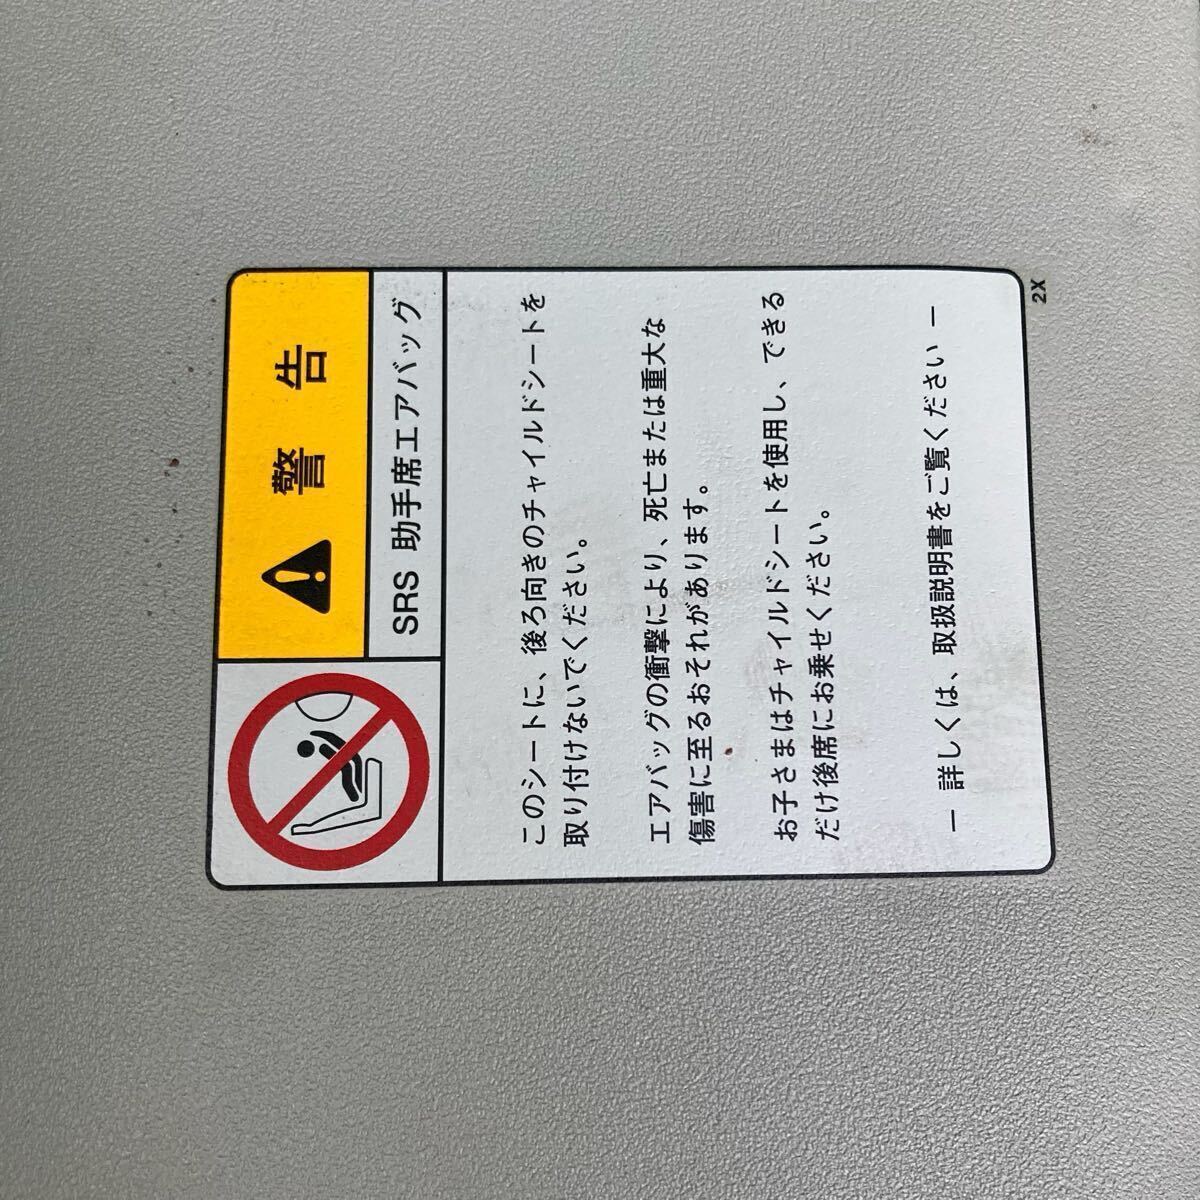 警告
SRS 助手席エアバッグ
このシートに、後ろ向きのチャイルドシートを
取り付けないでください。
エアバッグの衝撃により、死亡または重大な
傷害に至るおそれがあります。
お子さまはチャイルドシートを使用し、できる
だけ後席にお乗せください。
― 詳しくは、取扱説明書をご覧ください ―
2X